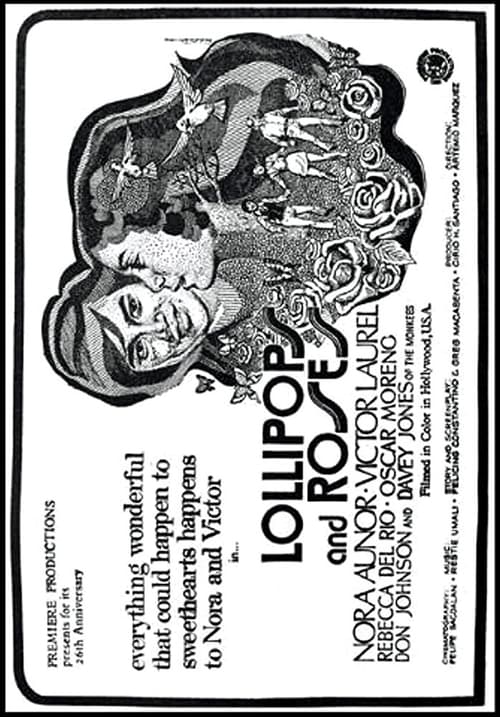 PREMIERE PRODUCTIONS
presents for its
26th Anniversary
everything wonderful
that could happen to
sweethearts happens
to Nora and Victor
in...
LOLLIPOPS
and ROSES
NORA AUNOR · VICTOR LAUREL
REBECCA DEL RIO · OSCAR MORENO
DON JOHNSON AND DAVEY JONES OF THE MONKEES
Filmed in Color in Hollywood, U.S.A.
CINEMATOGRAPHY: MUSIC: STORY AND SCREENPLAY: PRODUCER: DIRECTION:
FELIPE SACDALAN · RESTIE UMALI · FELICING CONSTANTINO & GREG MACABENTA · CIRIO H. SANTIAGO · ARTEMIO MARQUEZ